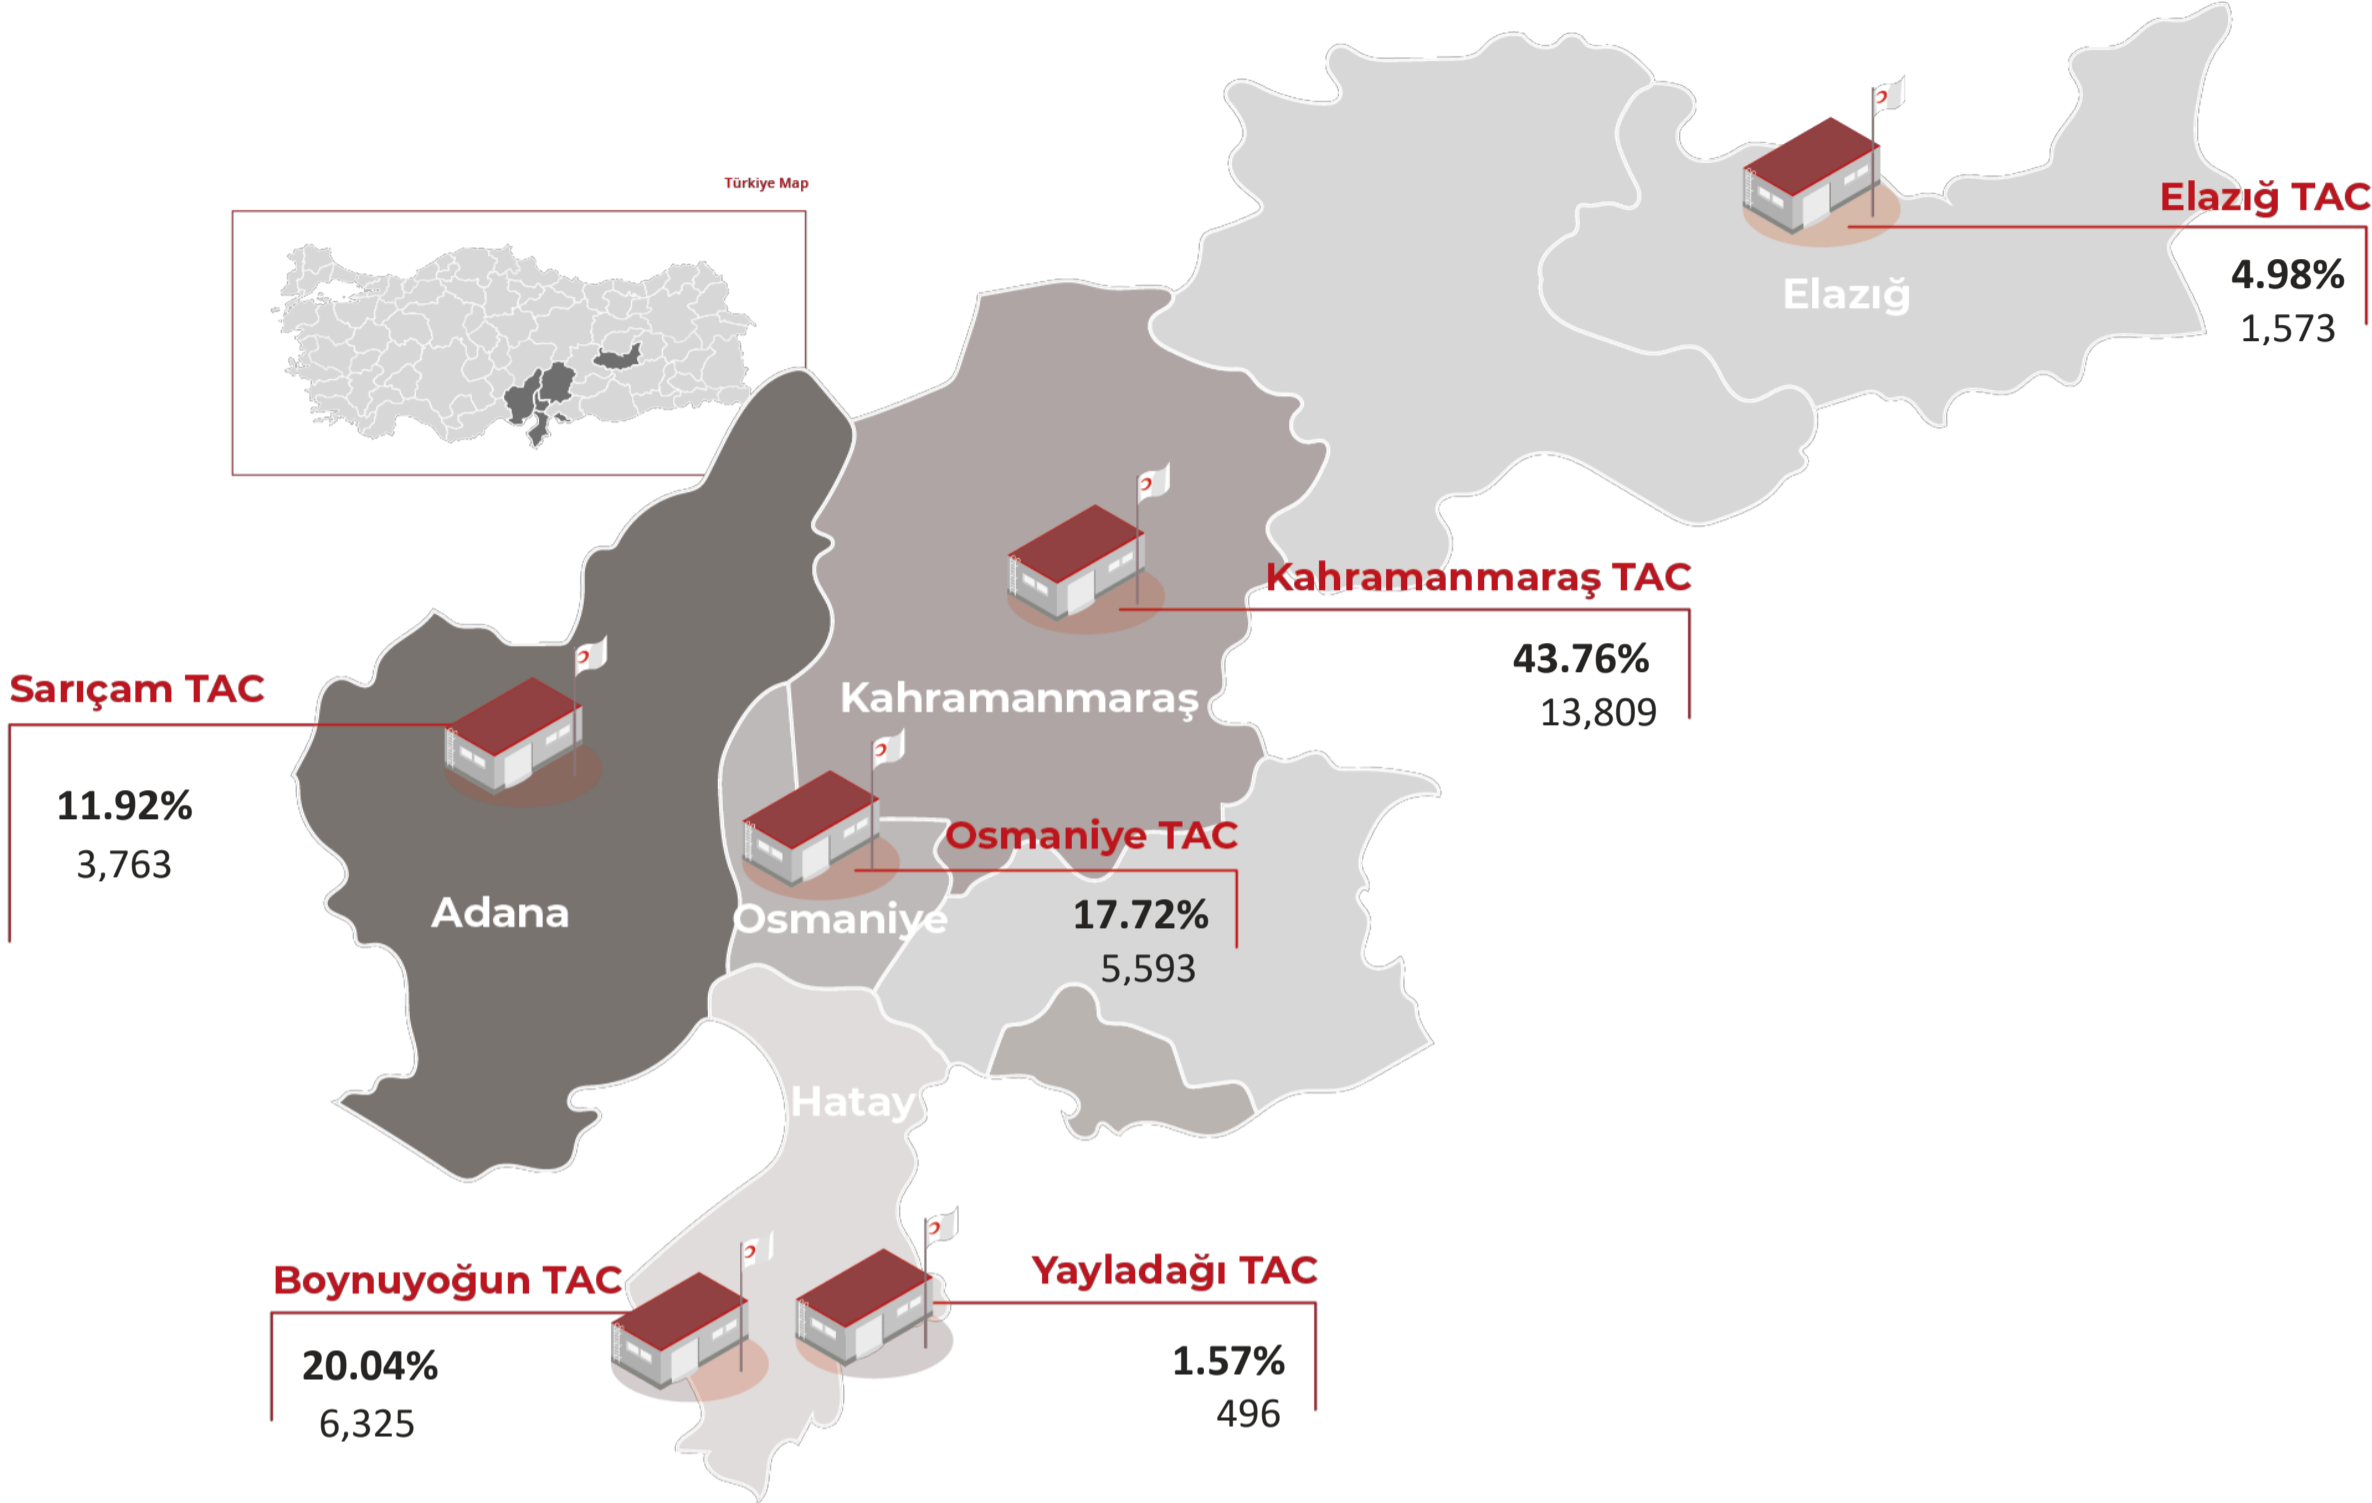 Türkiye Map
Elazığ TAC
4.98%
1,573
Elazığ
Kahramanmaraş TAC
43.76%
13,809
Kahramanmaraş
Sarıçam TAC
11.92%
3,763
Adana
Osmaniye TAC
17.72%
5,593
Osmaniye
Hatay
Boynuyoğun TAC
20.04%
6,325
Yayladağı TAC
1.57%
496